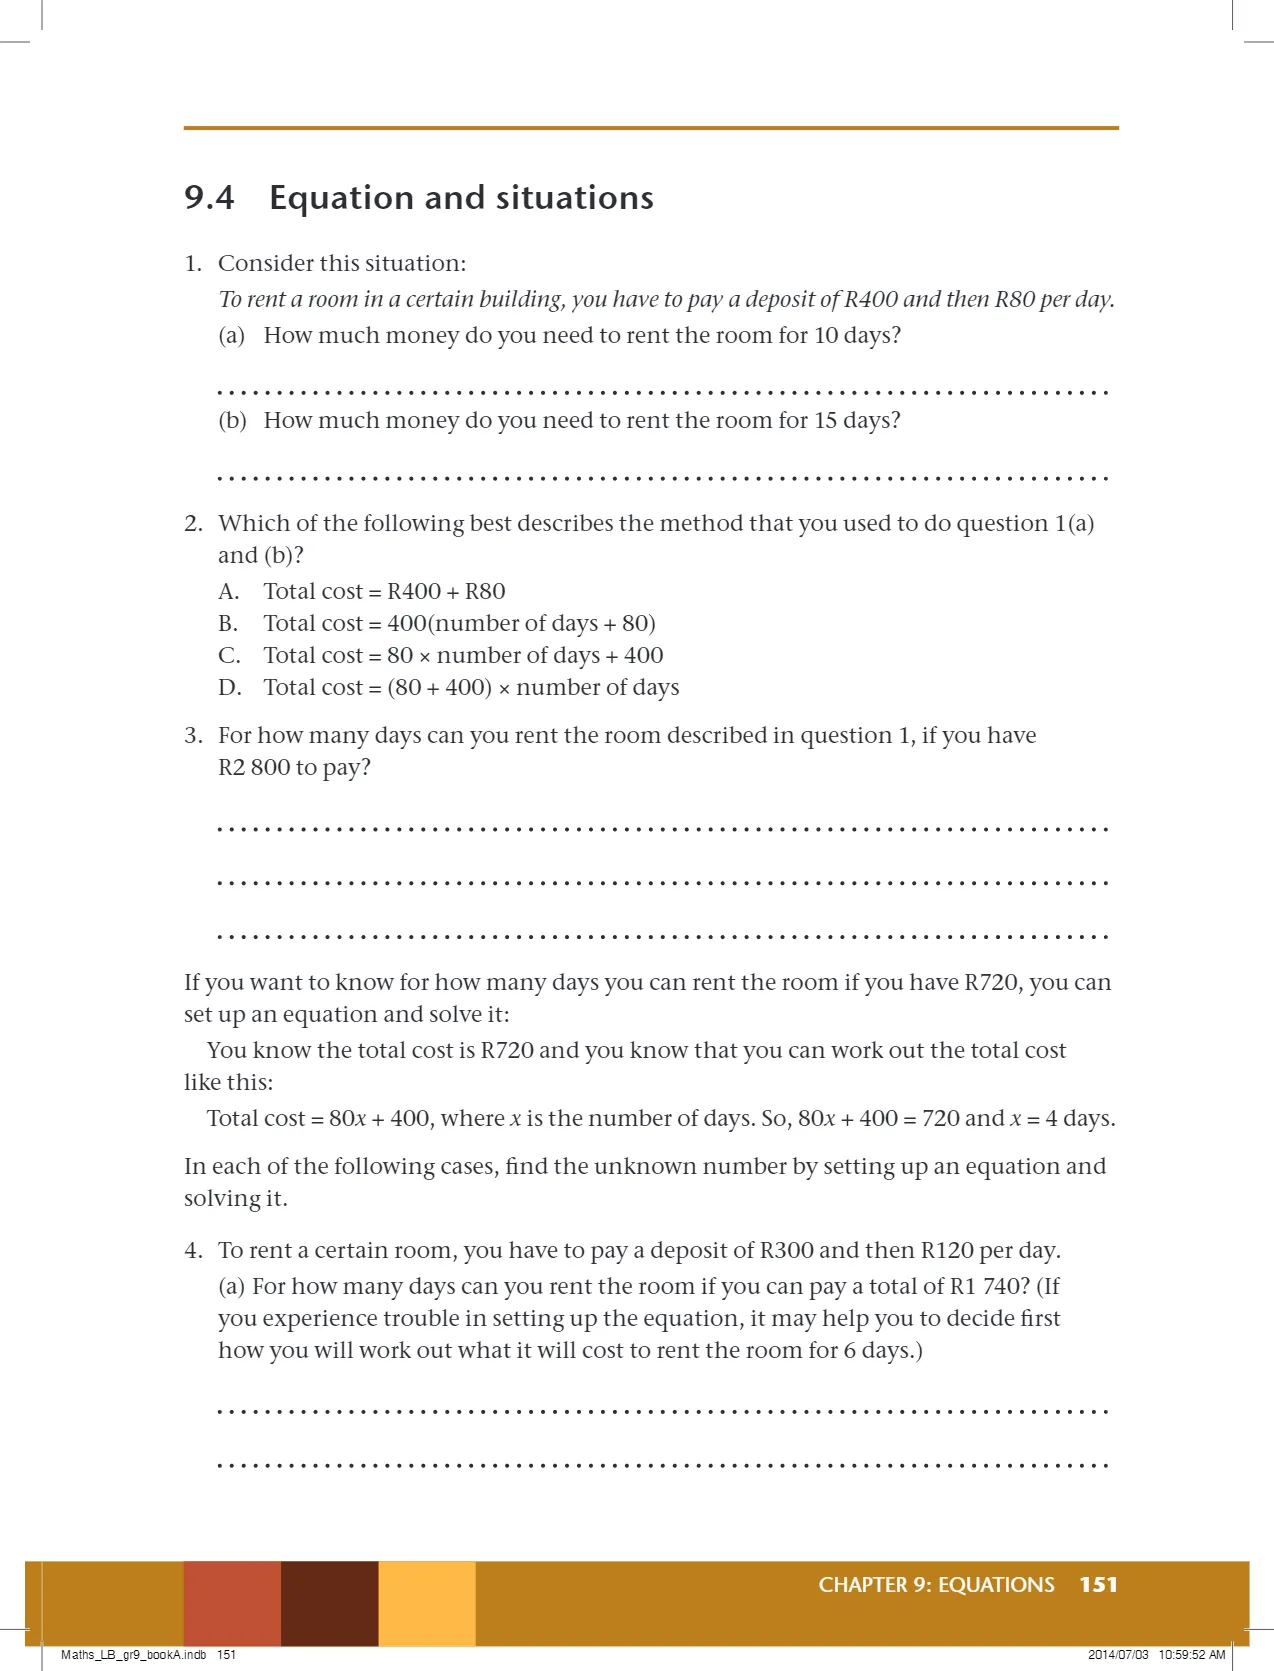 9.4 Equation and situations
1. Consider this situation:
To rent a room in a certain building, you have to pay a deposit of R400 and then R80 per day.
(a) How much money do you need to rent the room for 10 days?
(b) How much money do you need to rent the room for 15 days?
2. Which of the following best describes the method that you used to do question 1(a)
and (b)?
A. Total cost = R400 + R80
B. Total cost = 400(number of days + 80)
C. Total cost = 80 × number of days + 400
D. Total cost = (80 + 400) × number of days
3. For how many days can you rent the room described in question 1, if you have
R2 800 to pay?
If you want to know for how many days you can rent the room if you have R720, you can
set up an equation and solve it:
You know the total cost is R720 and you know that you can work out the total cost
like this:
Total cost = 80x + 400, where x is the number of days. So, 80x + 400 = 720 and x = 4 days.
In each of the following cases, find the unknown number by setting up an equation and
solving it.
4. To rent a certain room, you have to pay a deposit of R300 and then R120 per day.
(a) For how many days can you rent the room if you can pay a total of R1 740? (If
you experience trouble in setting up the equation, it may help you to decide first
how you will work out what it will cost to rent the room for 6 days.)
CHAPTER 9: EQUATIONS 151
Maths_LB_gr9_bookA.indb 151 2014/07/03 10:59:52 AM